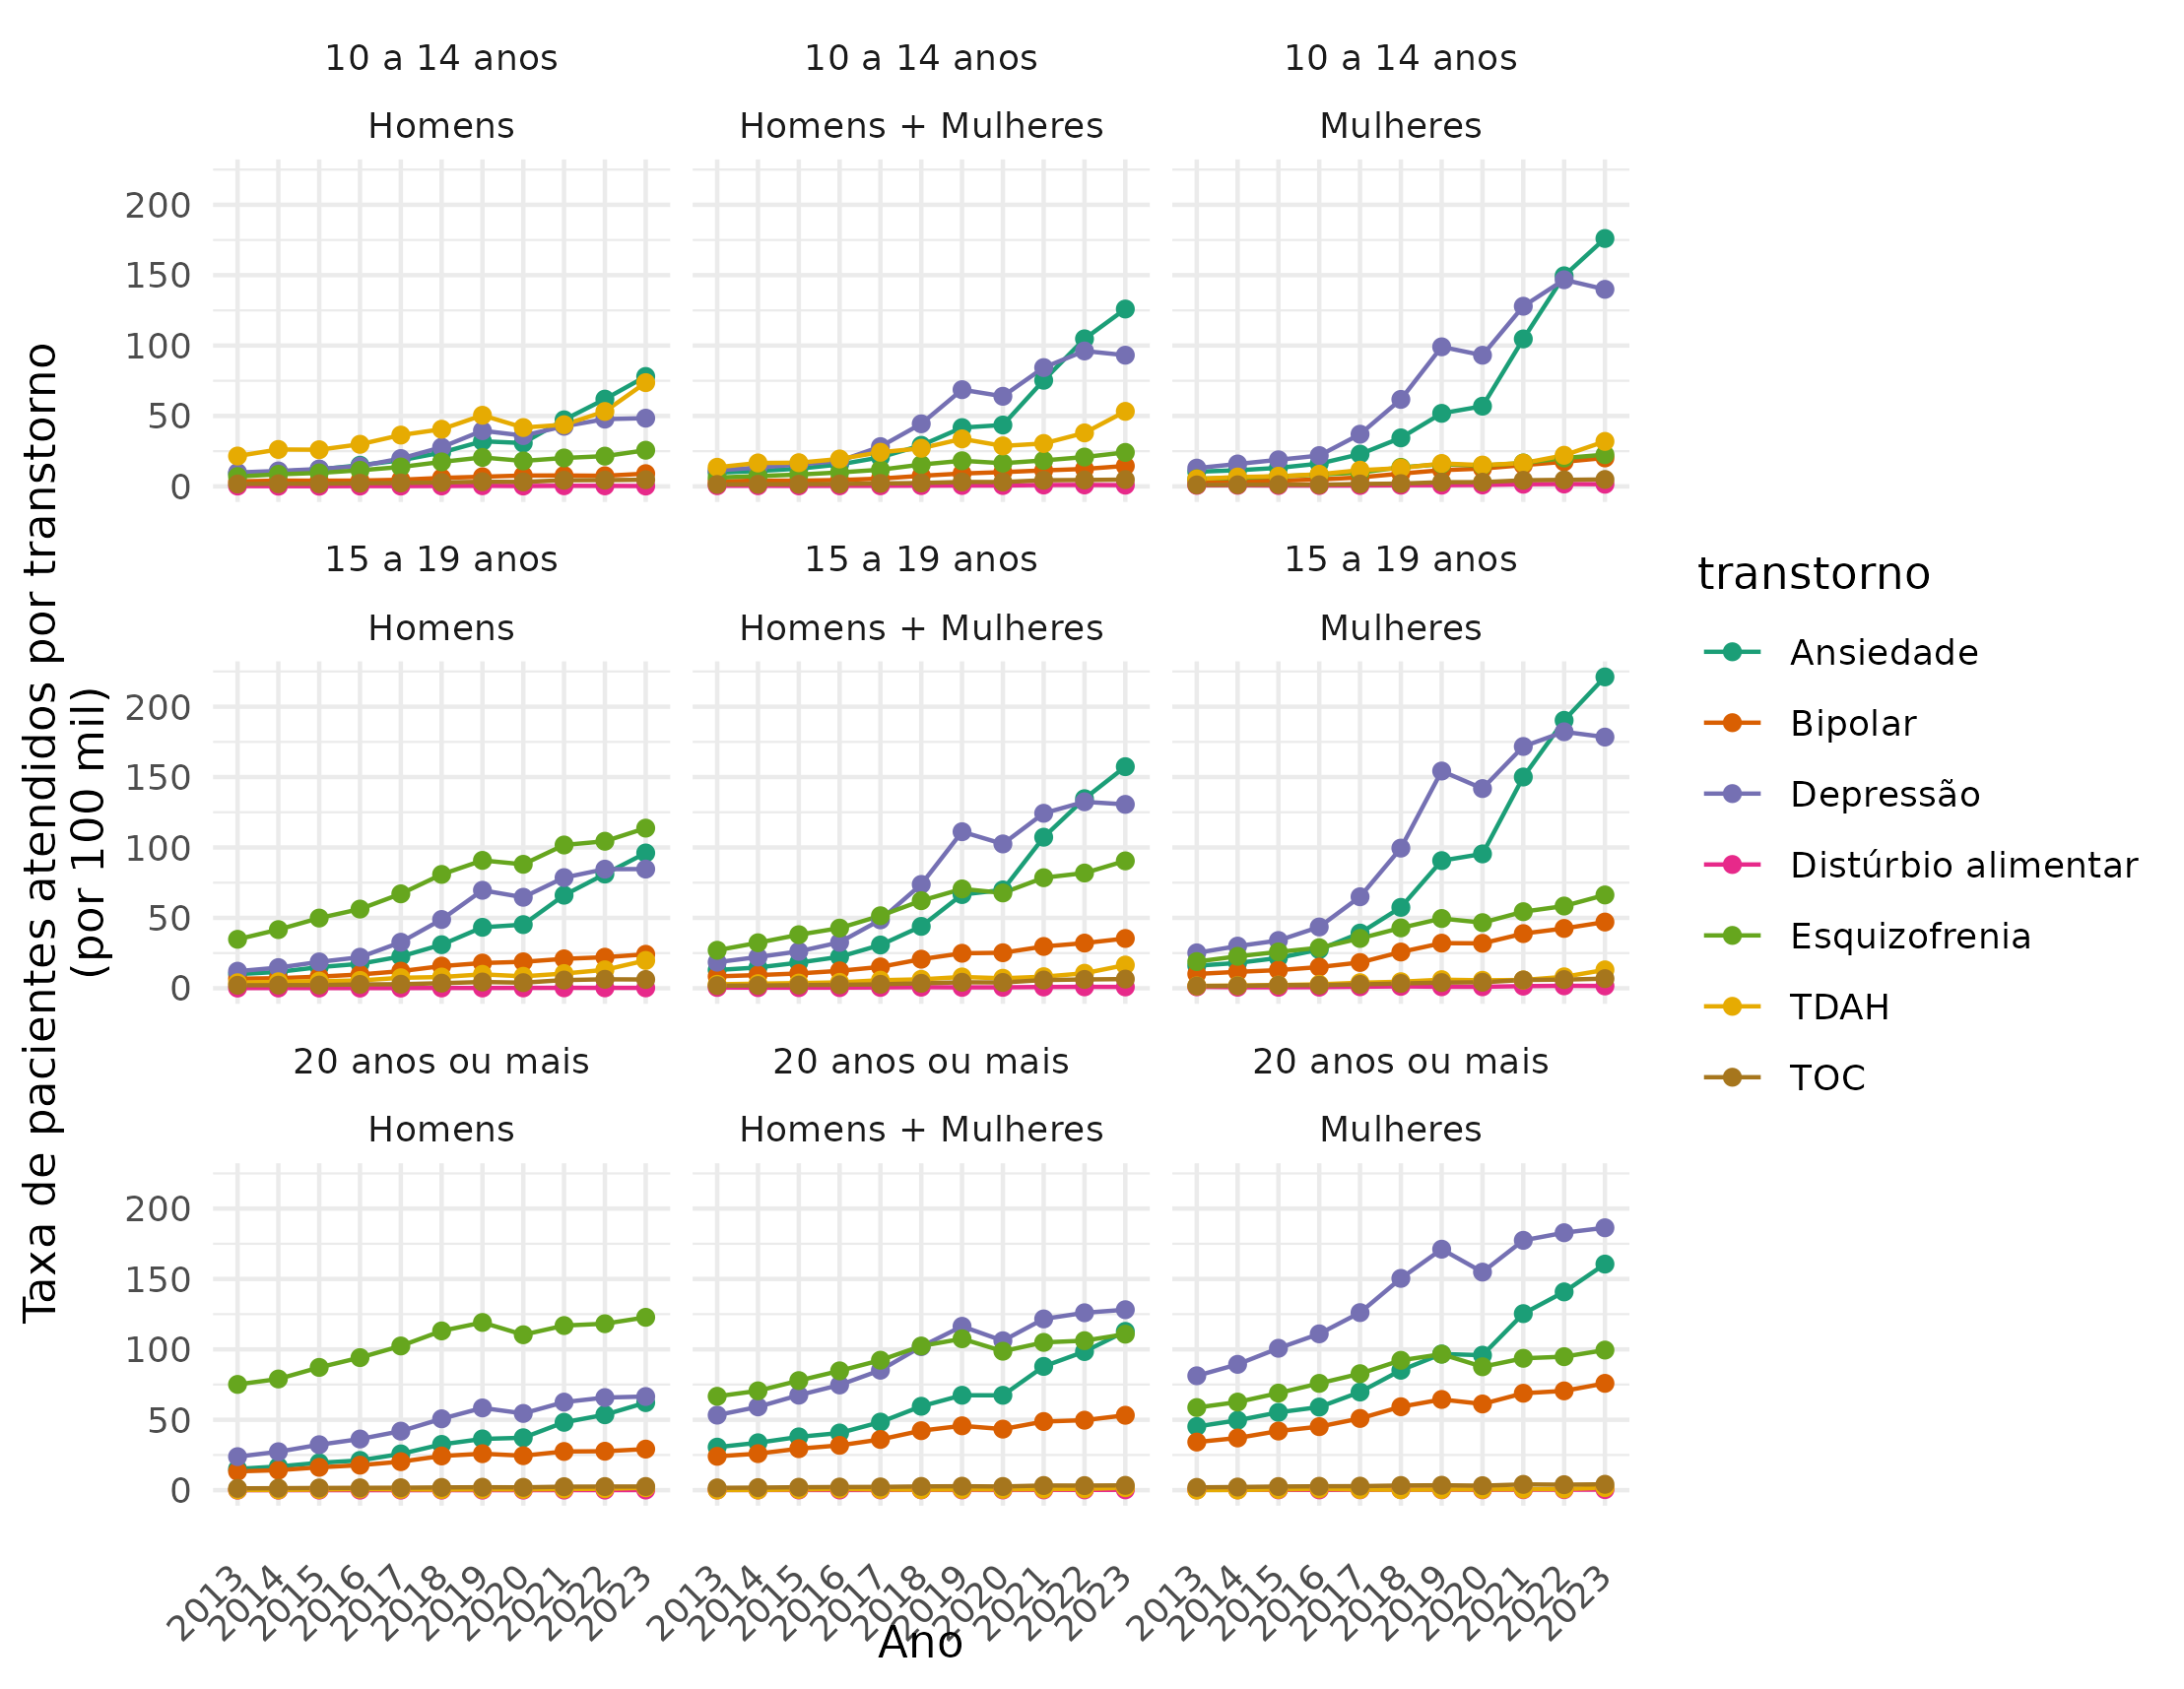 10 a 14 anos
10 a 14 anos
10 a 14 anos
Homens
Homens + Mulheres
Mulheres
200
150
100
50
0
15 a 19 anos
15 a 19 anos
15 a 19 anos
Homens
Homens + Mulheres
Mulheres
200
150
100
50
0
20 anos ou mais
20 anos ou mais
20 anos ou mais
Homens
Homens + Mulheres
Mulheres
200
150
100
50
0
2013
2014
2015
2016
2017
2018
2019
2020
2021
2022
2023
2013
2014
2015
2016
2017
2018
2019
2020
2021
2022
2023
2013
2014
2015
2016
2017
2018
2019
2020
2021
2022
2023
Ano
Taxa de pacientes atendidos por transtorno
(por 100 mil)
transtorno
Ansiedade
Bipolar
Depressão
Distúrbio alimentar
Esquizofrenia
TDAH
TOC